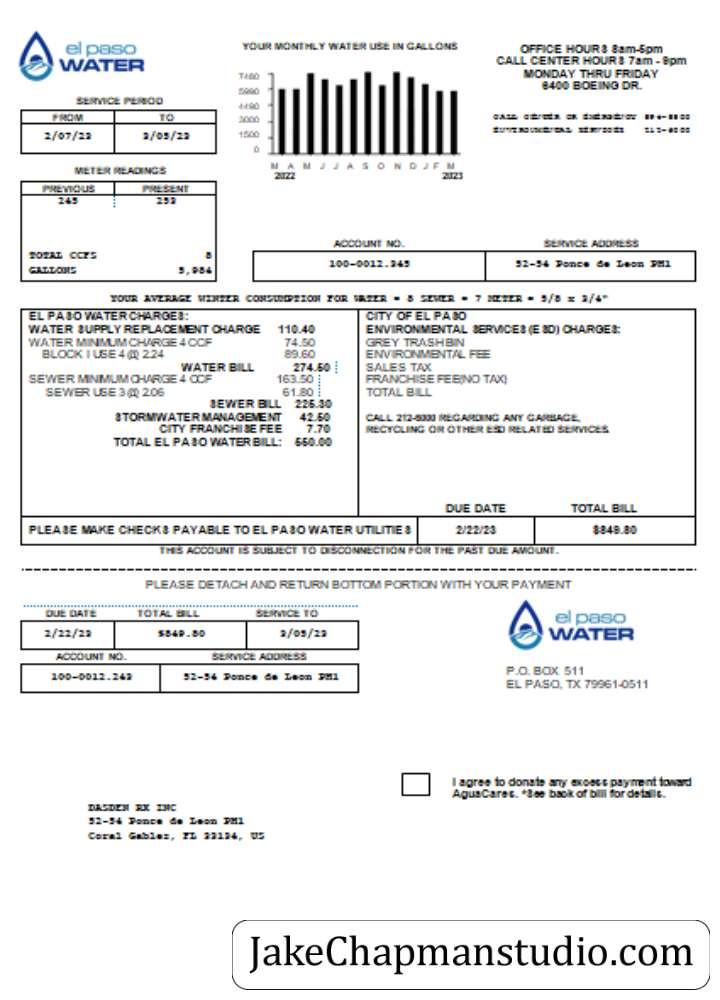 el paso
WATER
YOUR MONTHLY WATER USE IN GALLONS
OFFICE HOURS 8am-5pm
CALL CENTER HOURS 7am - 9pm
MONDAY THRU FRIDAY
6400 BOEING DR.
CALL CENTER OR EMERGENCY 594-5500
ENVIRONMENTAL SERVICES 212-6000
7480
5990
4490
3000
1500
0
M A M J J A S O N D J F M
2022 2023
SERVICE PERIOD
FROM TO
2/07/23 3/05/23
METER READINGS
PREVIOUS PRESENT
245 253
TOTAL CCFS 8
GALLONS 5,984
ACCOUNT NO. SERVICE ADDRESS
100-0012.345 52-54 Ponce de Leon PM1
YOUR AVERAGE WINTER CONSUMPTION FOR WATER = 8 SEWER = 7 METER = 5/8 x 3/4"
EL PASO WATER CHARGES:
WATER SUPPLY REPLACEMENT CHARGE 110.40
WATER MINIMUM CHARGE 4 CCF 74.50
BLOCK I USE 4 @ 2.24 89.60
WATER BILL 274.50
SEWER MINIMUM CHARGE 4 CCF 163.50
SEWER USE 3 @ 2.06 61.80
SEWER BILL 225.30
STORMWATER MANAGEMENT 42.50
CITY FRANCHISE FEE 7.70
TOTAL EL PASO WATER BILL: 550.00
CITY OF EL PASO
ENVIRONMENTAL SERVICES (ESD) CHARGES:
GREY TRASH BIN
ENVIRONMENTAL FEE
SALES TAX
FRANCHISE FEE(NO TAX)
TOTAL BILL
CALL 212-6000 REGARDING ANY GARBAGE,
RECYCLING OR OTHER ESD RELATED SERVICES.
DUE DATE TOTAL BILL
PLEASE MAKE CHECKS PAYABLE TO EL PASO WATER UTILITIES 2/22/23 $849.80
THIS ACCOUNT IS SUBJECT TO DISCONNECTION FOR THE PAST DUE AMOUNT.
PLEASE DETACH AND RETURN BOTTOM PORTION WITH YOUR PAYMENT
DUE DATE TOTAL BILL SERVICE TO
2/22/23 $849.80 3/05/23
ACCOUNT NO. SERVICE ADDRESS
100-0012.243 52-54 Ponce de Leon PM1
el paso
WATER
P.O. BOX 511
EL PASO, TX 79961-0511
I agree to donate any excess payment toward
AguaCares. *See back of bill for details.
DASDEN RX INC
52-54 Ponce de Leon PM1
Coral Gables, FL 33134, US
JakeChapmanstudio.com